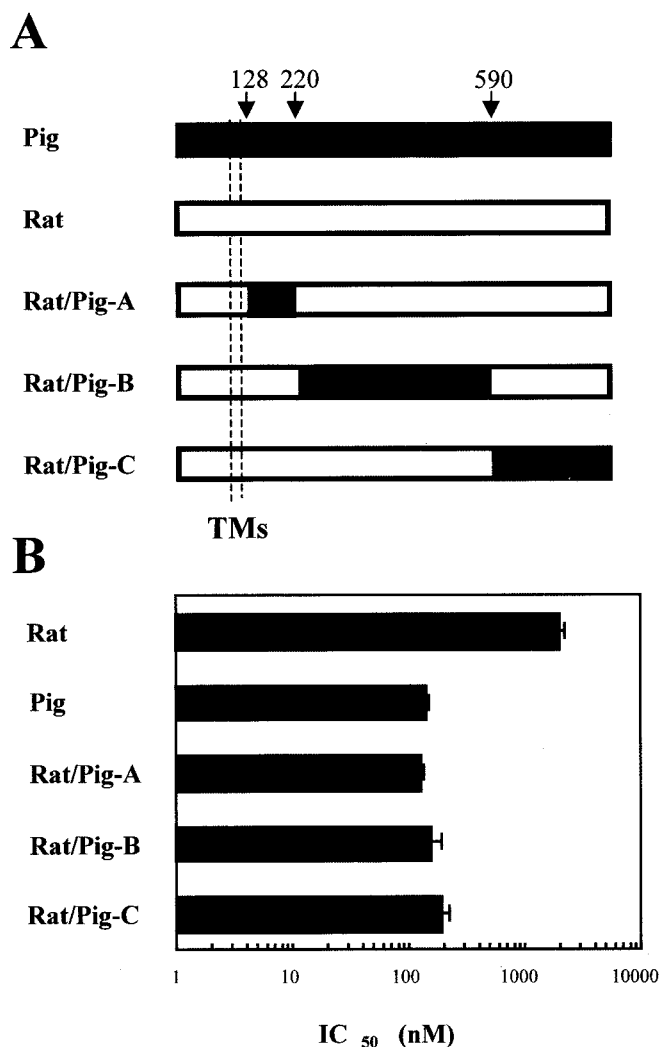 A
128 220 590
Pig
Rat
Rat/Pig-A
Rat/Pig-B
Rat/Pig-C
TMs
B
Rat
Pig
Rat/Pig-A
Rat/Pig-B
Rat/Pig-C
1 10 100 1000 10000
IC 50 (nM)